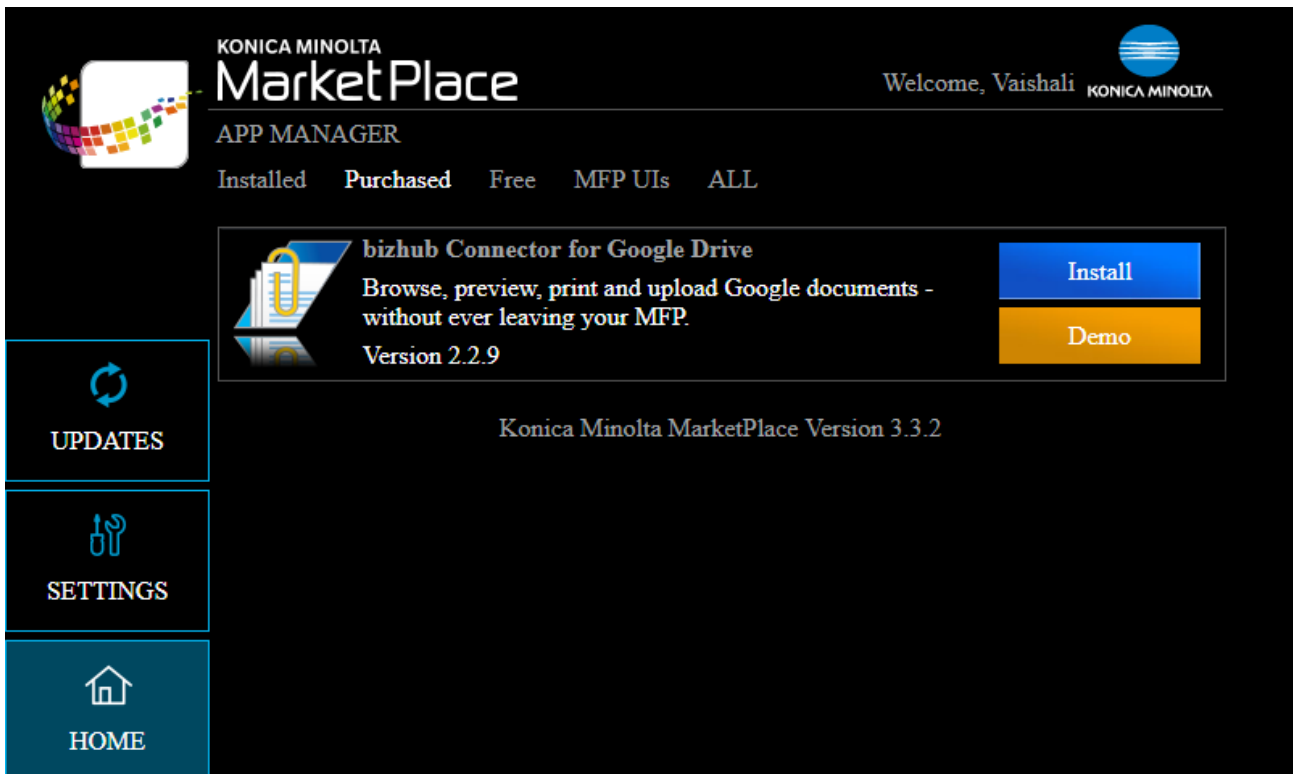 KONICA MINOLTA
MarketPlace
Welcome, Vaishali
KONICA MINOLTA
APP MANAGER
Installed Purchased Free MFP UIs ALL
bizhub Connector for Google Drive
Browse, preview, print and upload Google documents -
without ever leaving your MFP.
Version 2.2.9
Install
Demo
Konica Minolta MarketPlace Version 3.3.2
UPDATES
SETTINGS
HOME